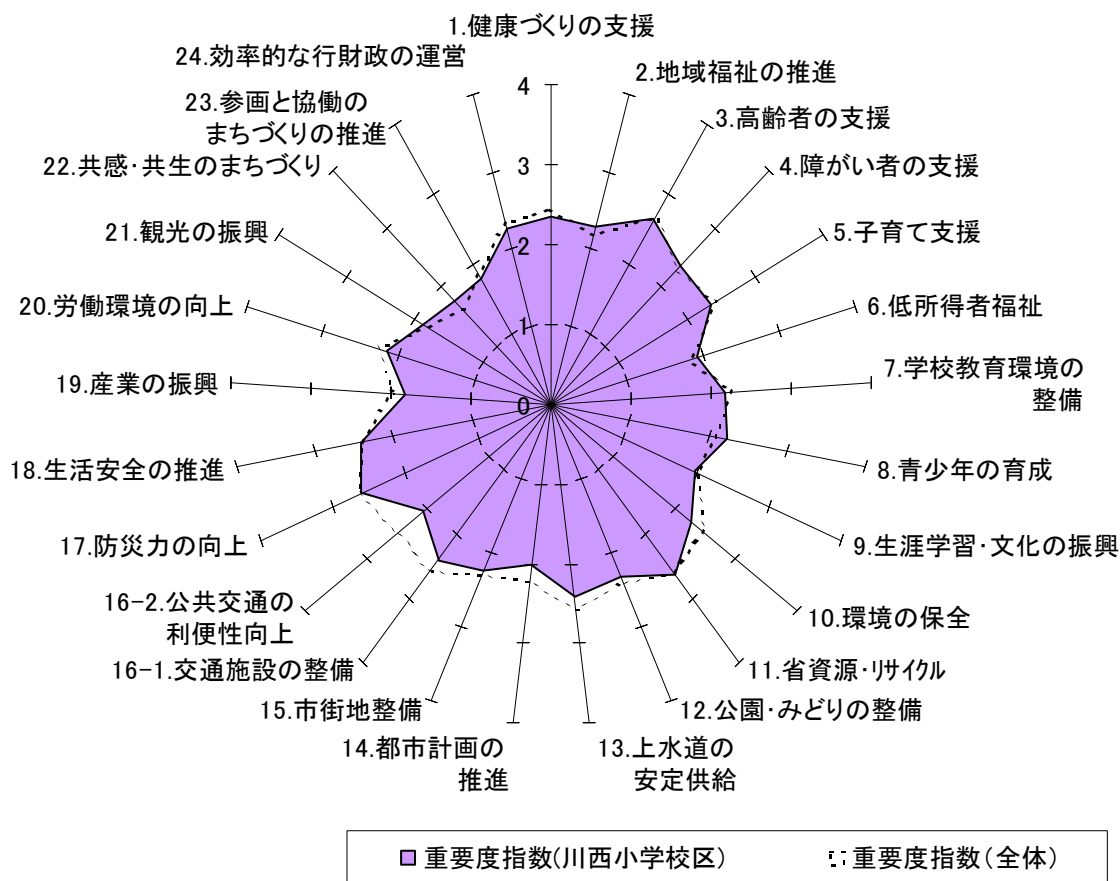 1.健康づくりの支援
2.地域福祉の推進
3.高齢者の支援
4.障がい者の支援
5.子育て支援
6.低所得者福祉
7.学校教育環境の
整備
8.青少年の育成
9.生涯学習･文化の振興
10.環境の保全
11.省資源･リサイクル
12.公園･みどりの整備
13.上水道の
安定供給
14.都市計画の
推進
15.市街地整備
16-1.交通施設の整備
16-2.公共交通の
利便性向上
17.防災力の向上
18.生活安全の推進
19.産業の振興
20.労働環境の向上
21.観光の振興
22.共感･共生のまちづくり
23.参画と協働の
まちづくりの推進
24.効率的な行財政の運営
4
3
2
1
0
重要度指数(川西小学校区)
重要度指数(全体)